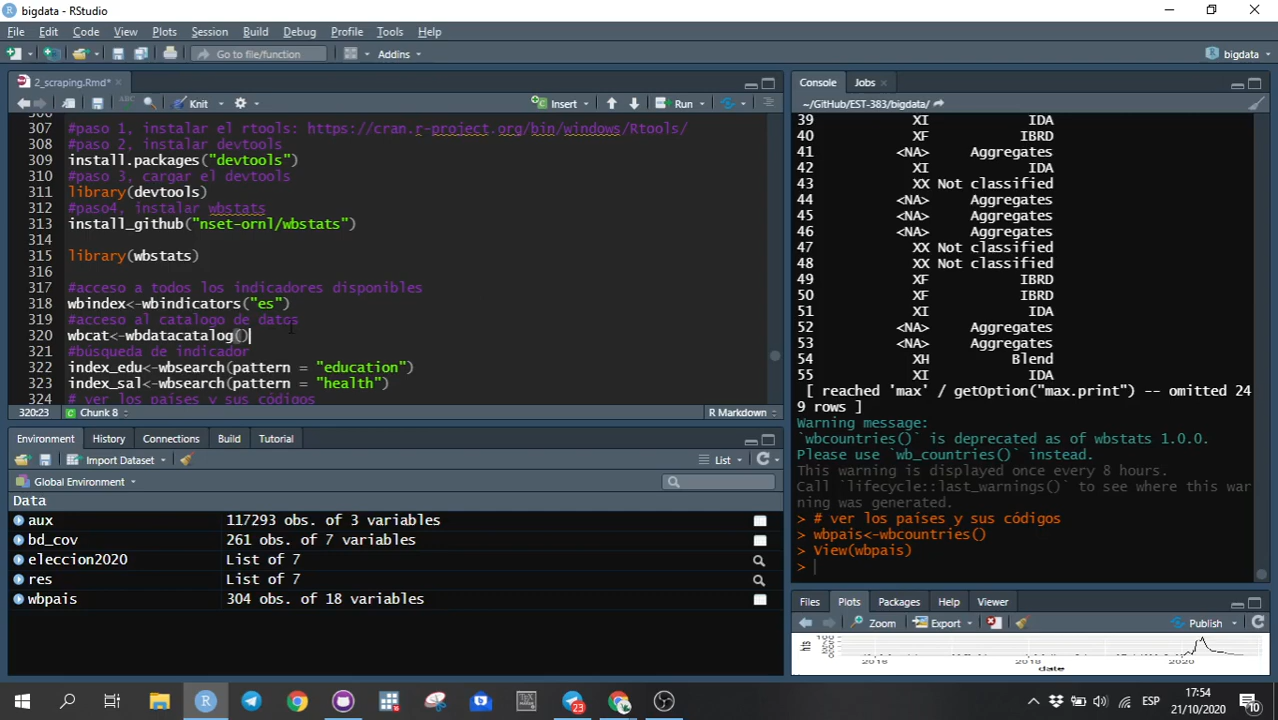 bigdata - RStudio
File Edit Code View Plots Session Build Debug Profile Tools Help
Go to file/function Addins bigdata
2_scraping.Rmd*
ABC Knit Insert Run
306
307 #paso 1, instalar el rtools: https://cran.r-project.org/bin/windows/Rtools/
308 #paso 2, instalar devtools
309 install.packages("devtools")
310 #paso 3, cargar el devtools
311 library(devtools)
312 #paso4, instalar wbstats
313 install_github("nset-ornl/wbstats")
314
315 library(wbstats)
316
317 #acceso a todos los indicadores disponibles
318 wbindex<-wbindicators("es")
319 #acceso al catalogo de datos
320 wbcat<-wbdatacatalog()
321 #búsqueda de indicador
322 index_edu<-wbsearch(pattern = "education")
323 index_sal<-wbsearch(pattern = "health")
324 # ver los países y sus códigos
320:23 Chunk 8 R Markdown
Environment History Connections Build Tutorial
Import Dataset List
Global Environment
Data
aux 117293 obs. of 3 variables
bd_cov 261 obs. of 7 variables
eleccion2020 List of 7
res List of 7
wbpais 304 obs. of 18 variables
Console Jobs
~/GitHub/EST-383/bigdata/
39 XI IDA
40 XF IBRD
41 <NA> Aggregates
42 XI IDA
43 XX Not classified
44 <NA> Aggregates
45 <NA> Aggregates
46 <NA> Aggregates
47 XX Not classified
48 XX Not classified
49 XF IBRD
50 XF IBRD
51 XI IDA
52 <NA> Aggregates
53 <NA> Aggregates
54 XH Blend
55 XI IDA
[ reached 'max' / getOption("max.print") -- omitted 24
9 rows ]
Warning message:
`wbcountries()` is deprecated as of wbstats 1.0.0.
Please use `wb_countries()` instead.
This warning is displayed once every 8 hours.
Call `lifecycle::last_warnings()` to see where this war
ning was generated.
> # ver los países y sus códigos
> wbpais<-wbcountries()
> View(wbpais)
>
Files Plots Packages Help Viewer
Zoom Export Publish
hits
2016 2018 2020
date
23 ESP 17:54
21/10/2020 10